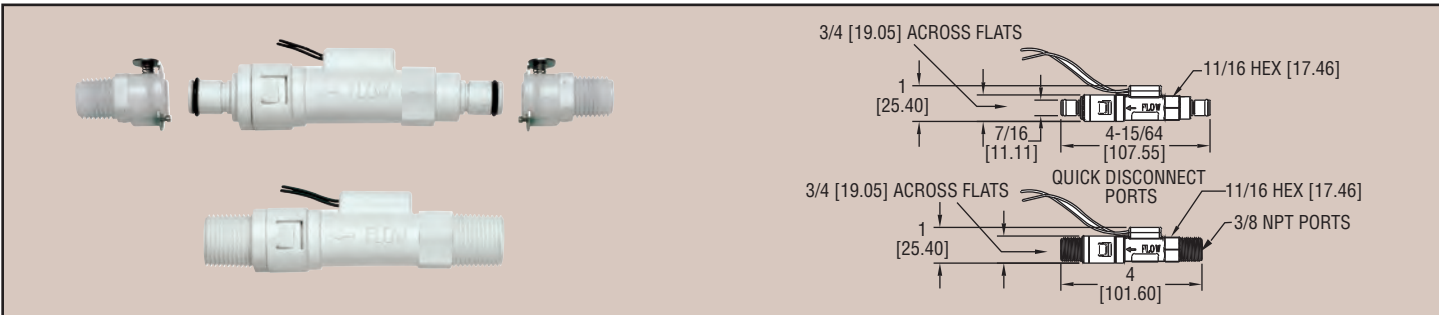 FLOW
FLOW
3/4 [19.05] ACROSS FLATS
11/16 HEX [17.46]
1
[25.40]
← FLOW
7/16
[11.11]
4-15/64
[107.55]
QUICK DISCONNECT
PORTS
3/4 [19.05] ACROSS FLATS
11/16 HEX [17.46]
3/8 NPT PORTS
1
[25.40]
← FLOW
4
[101.60]